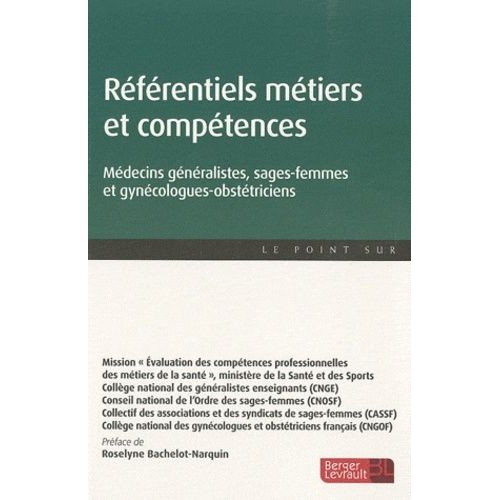 Référentiels métiers
et compétences
Médecins généralistes, sages-femmes
et gynécologues-obstétriciens
LE POINT SUR
Mission « Évaluation des compétences professionnelles
des métiers de la santé », ministère de la Santé et des Sports
Collège national des généralistes enseignants (CNGE)
Conseil national de l'Ordre des sages-femmes (CNOSF)
Collectif des associations et des syndicats de sages-femmes (CASSF)
Collège national des gynécologues et obstétriciens français (CNGOF)
Préface de
Roselyne Bachelot-Narquin
Berger
Levrault BL